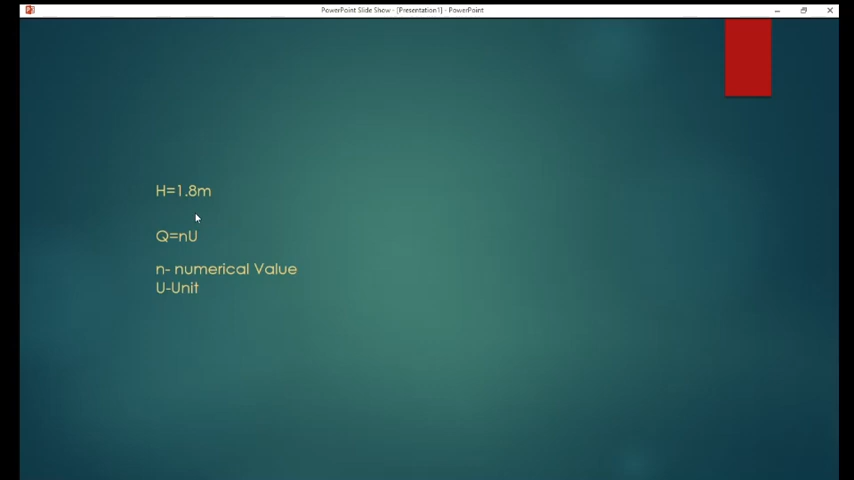 PowerPoint Slide Show - [Presentation1] - PowerPoint
H=1.8m
Q=nU
n- numerical Value
U-Unit